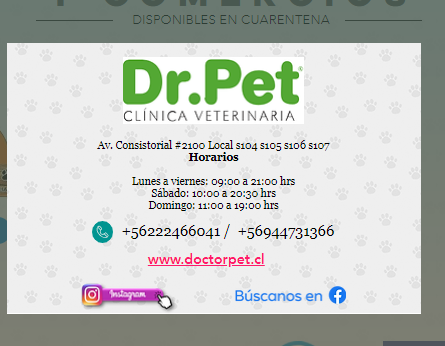 DISPONIBLES EN CUARENTENA
Dr.Pet®
CLÍNICA VETERINARIA
Av. Consistorial #2100 Local s104 s105 s106 s107
Horarios
Lunes a viernes: 09:00 a 21:00 hrs
Sábado: 10:00 a 20:30 hrs
Domingo: 11:00 a 19:00 hrs
+56222466041 / +56944731366
www.doctorpet.cl
Instagram
Búscanos en